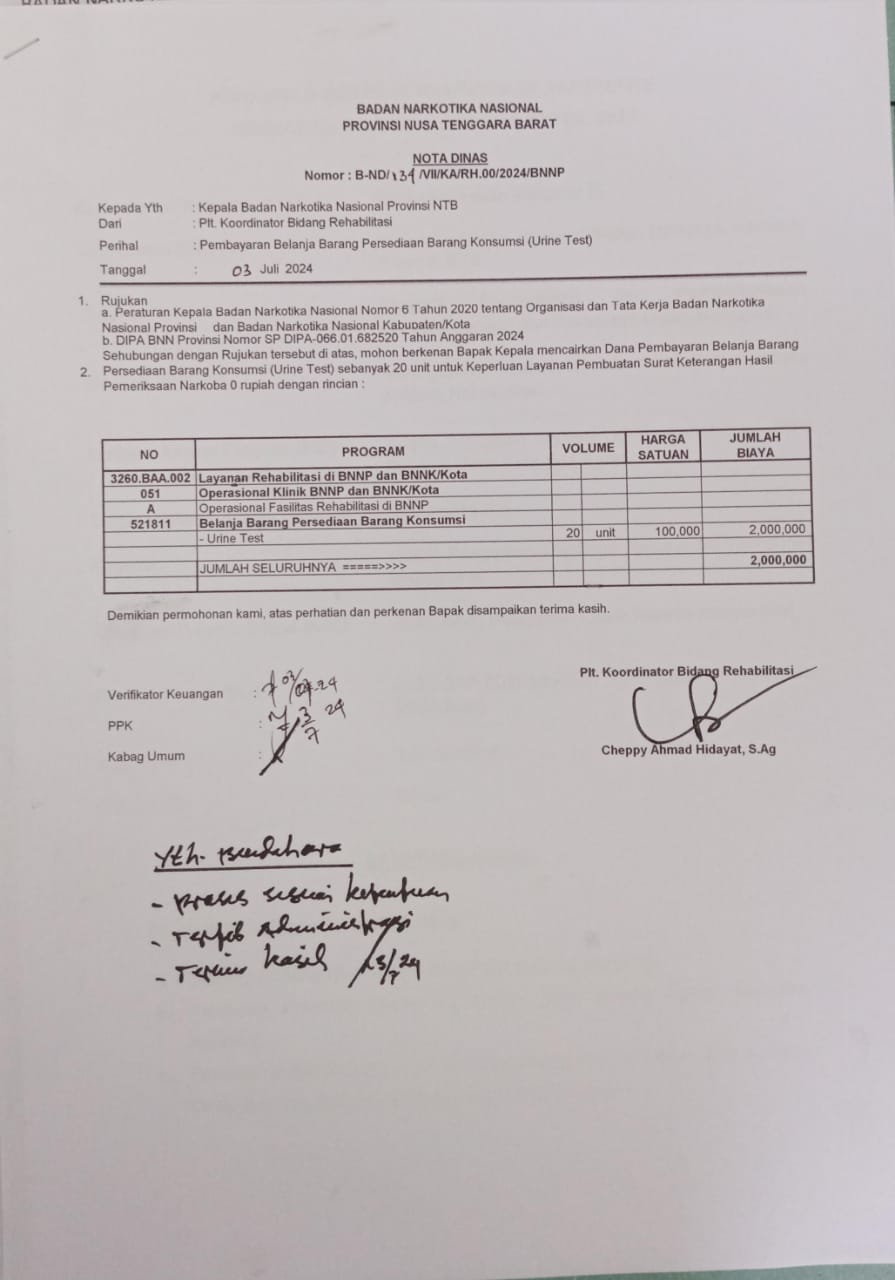 BADAN NARKOTIKA NASIONAL
PROVINSI NUSA TENGGARA BARAT
NOTA DINAS
Nomor : B-ND/134/VII/KA/RH.00/2024/BNNP
Kepada Yth : Kepala Badan Narkotika Nasional Provinsi NTB
Dari : Plt. Koordinator Bidang Rehabilitasi
Perihal : Pembayaran Belanja Barang Persediaan Barang Konsumsi (Urine Test)
Tanggal : 03 Juli 2024
1. Rujukan
a. Peraturan Kepala Badan Narkotika Nasional Nomor 6 Tahun 2020 tentang Organisasi dan Tata Kerja Badan Narkotika
Nasional Provinsi dan Badan Narkotika Nasional Kabupaten/Kota
b. DIPA BNN Provinsi Nomor SP DIPA-066.01.682520 Tahun Anggaran 2024
Sehubungan dengan Rujukan tersebut di atas, mohon berkenan Bapak Kepala mencairkan Dana Pembayaran Belanja Barang
2. Persediaan Barang Konsumsi (Urine Test) sebanyak 20 unit untuk Keperluan Layanan Pembuatan Surat Keterangan Hasil
Pemeriksaan Narkoba 0 rupiah dengan rincian :
NO PROGRAM VOLUME HARGA SATUAN JUMLAH BIAYA
3260.BAA.002 Layanan Rehabilitasi di BNNP dan BNNK/Kota
051 Operasional Klinik BNNP dan BNNK/Kota
A Operasional Fasilitas Rehabilitasi di BNNP
521811 Belanja Barang Persediaan Barang Konsumsi
- Urine Test 20 unit 100,000 2,000,000
JUMLAH SELURUHNYA =====>>>> 2,000,000
Demikian permohonan kami, atas perhatian dan perkenan Bapak disampaikan terima kasih.
Plt. Koordinator Bidang Rehabilitasi
Verifikator Keuangan : 03/07-24
PPK : 3/7 24
Kabag Umum :
Cheppy Ahmad Hidayat, S.Ag
Yth. Bendahara
- Proses sesuai ketentuan
- Tertib Administrasi
- Terima kasih